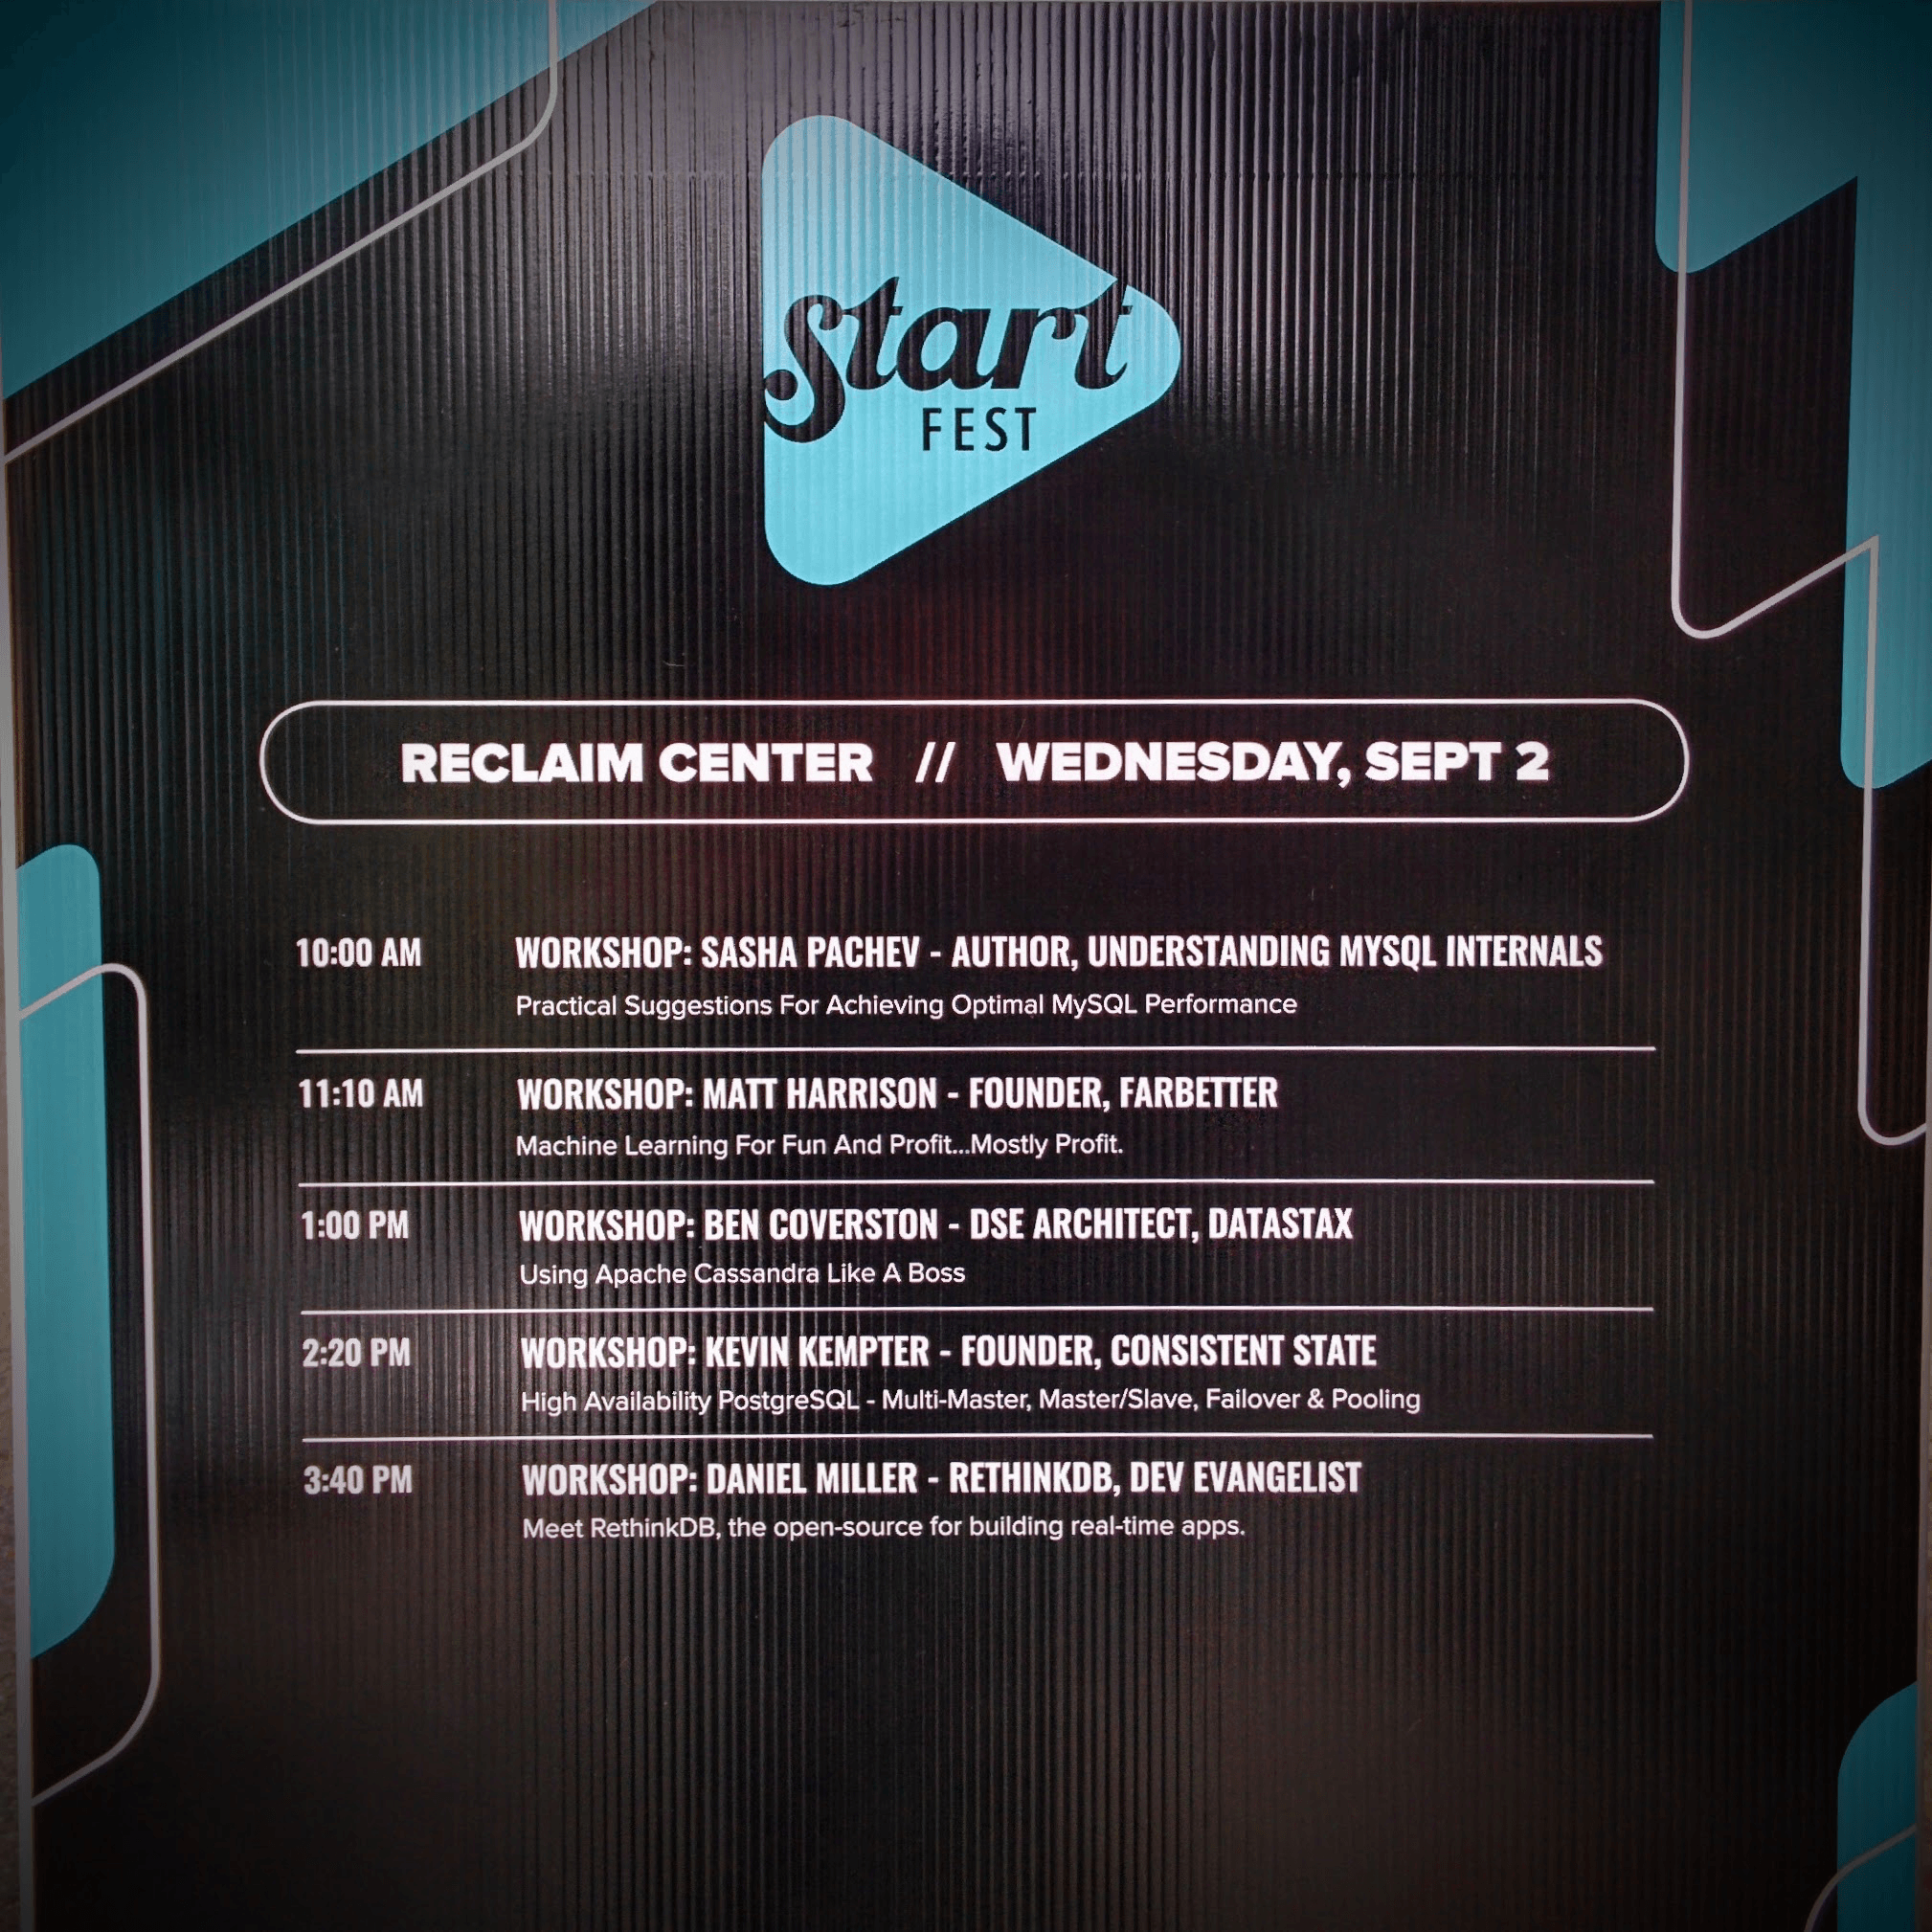 Start
FEST
RECLAIM CENTER // WEDNESDAY, SEPT 2
10:00 AM WORKSHOP: SASHA PACHEV - AUTHOR, UNDERSTANDING MYSQL INTERNALS
Practical Suggestions For Achieving Optimal MySQL Performance
11:10 AM WORKSHOP: MATT HARRISON - FOUNDER, FARBETTER
Machine Learning For Fun And Profit...Mostly Profit.
1:00 PM WORKSHOP: BEN COVERSTON - DSE ARCHITECT, DATASTAX
Using Apache Cassandra Like A Boss
2:20 PM WORKSHOP: KEVIN KEMPTER - FOUNDER, CONSISTENT STATE
High Availability PostgreSQL - Multi-Master, Master/Slave, Failover & Pooling
3:40 PM WORKSHOP: DANIEL MILLER - RETHINKDB, DEV EVANGELIST
Meet RethinkDB, the open-source for building real-time apps.